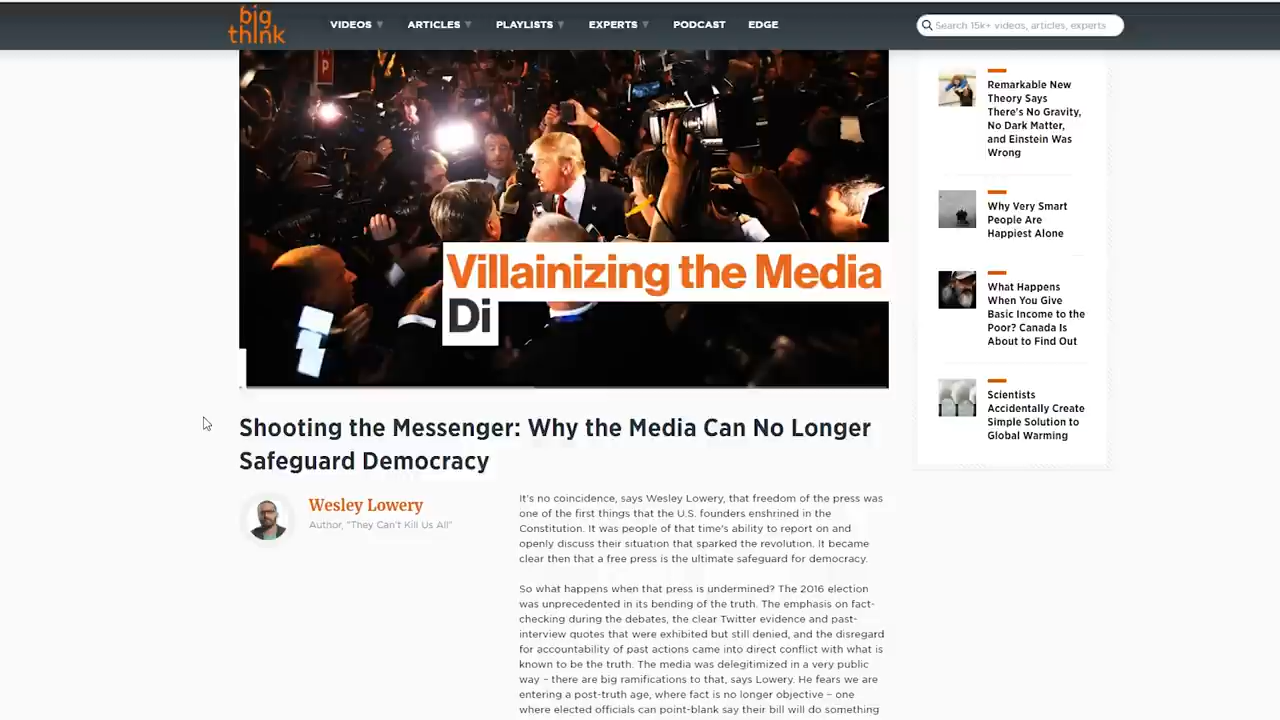 big
think
VIDEOS ARTICLES PLAYLISTS EXPERTS PODCAST EDGE
Search 15k+ videos, articles, experts
P
Villainizing the Media
Di
Shooting the Messenger: Why the Media Can No Longer
Safeguard Democracy
Wesley Lowery
Author, "They Can't Kill Us All"
It's no coincidence, says Wesley Lowery, that freedom of the press was
one of the first things that the U.S. founders enshrined in the
Constitution. It was people of that time's ability to report on and
openly discuss their situation that sparked the revolution. It became
clear then that a free press is the ultimate safeguard for democracy.
So what happens when that press is undermined? The 2016 election
was unprecedented in its bending of the truth. The emphasis on fact-
checking during the debates, the clear Twitter evidence and past-
interview quotes that were exhibited but still denied, and the disregard
for accountability of past actions came into direct conflict with what is
known to be the truth. The media was delegitimized in a very public
way – there are big ramifications to that, says Lowery. He fears we are
entering a post-truth age, where fact is no longer objective – one
where elected officials can point-blank say their bill will do something
Remarkable New
Theory Says
There's No Gravity,
No Dark Matter,
and Einstein Was
Wrong
Why Very Smart
People Are
Happiest Alone
What Happens
When You Give
Basic Income to the
Poor? Canada Is
About to Find Out
Scientists
Accidentally Create
Simple Solution to
Global Warming